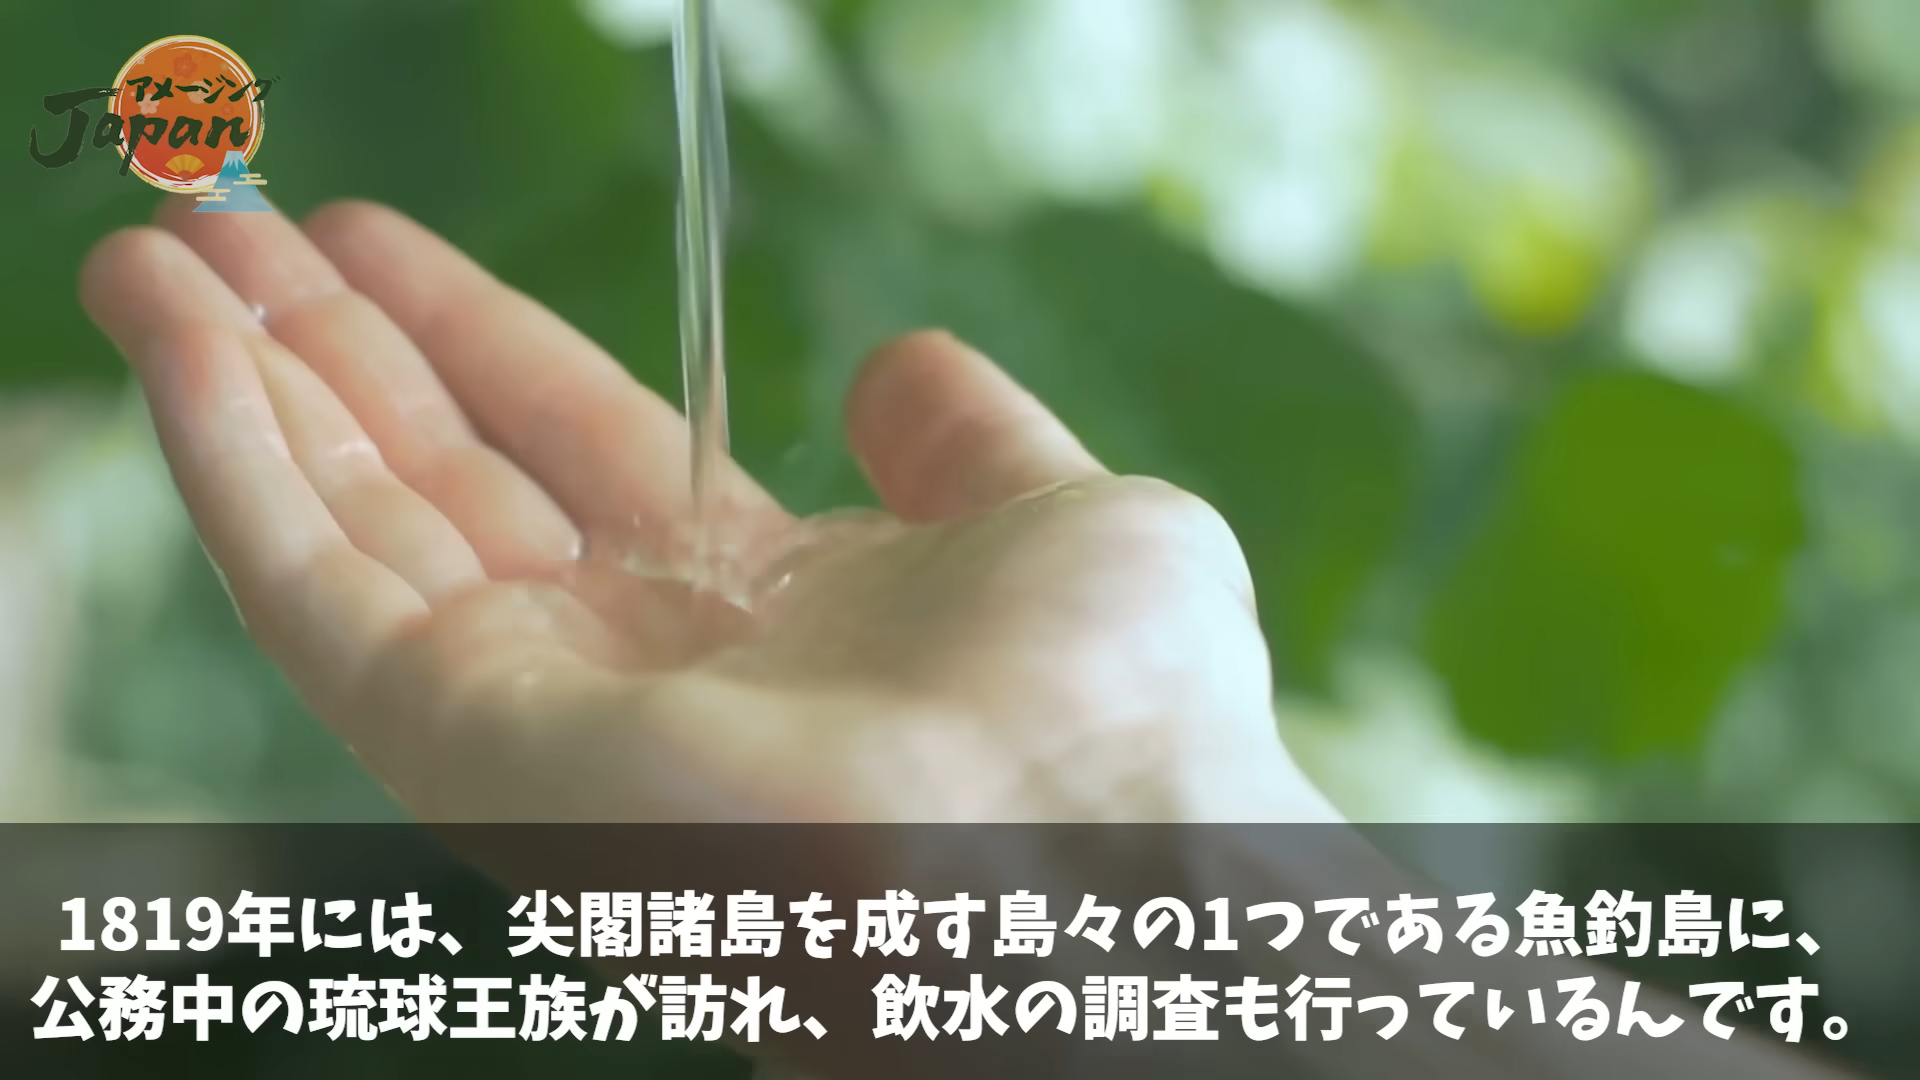 アメージング
Japan
1819年には、尖閣諸島を成す島々の1つである魚釣島に、
公務中の琉球王族が訪れ、飲水の調査も行っているんです。